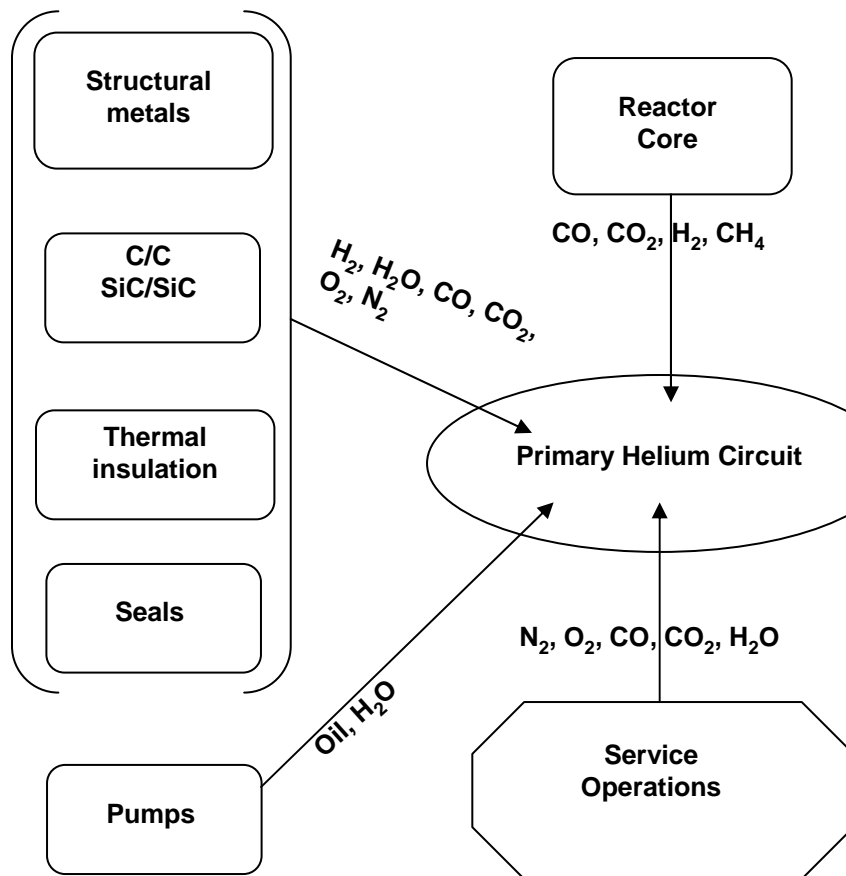 Structural
metals
C/C
SiC/SiC
Thermal
insulation
Seals
Pumps
H₂, H₂O, CO, CO₂,
O₂, N₂
Oil, H₂O
Reactor
Core
CO, CO₂, H₂, CH₄
Primary Helium Circuit
N₂, O₂, CO, CO₂, H₂O
Service
Operations